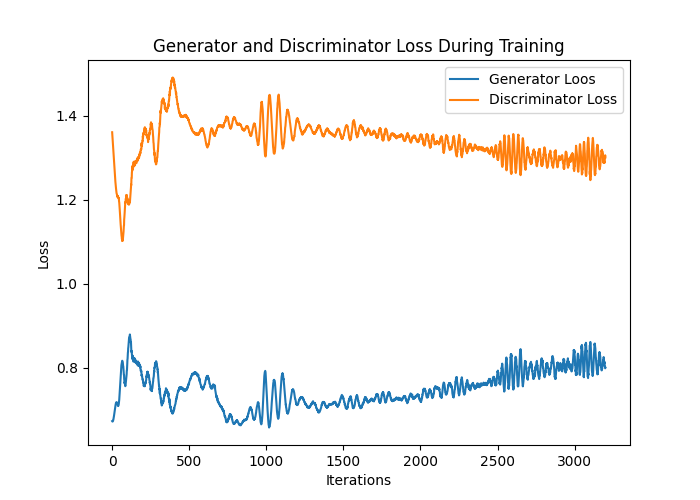 Generator and Discriminator Loss During Training
Generator Loos
Discriminator Loss
1.4
1.2
1.0
0.8
Loss
0
500
1000
1500
2000
2500
3000
Iterations